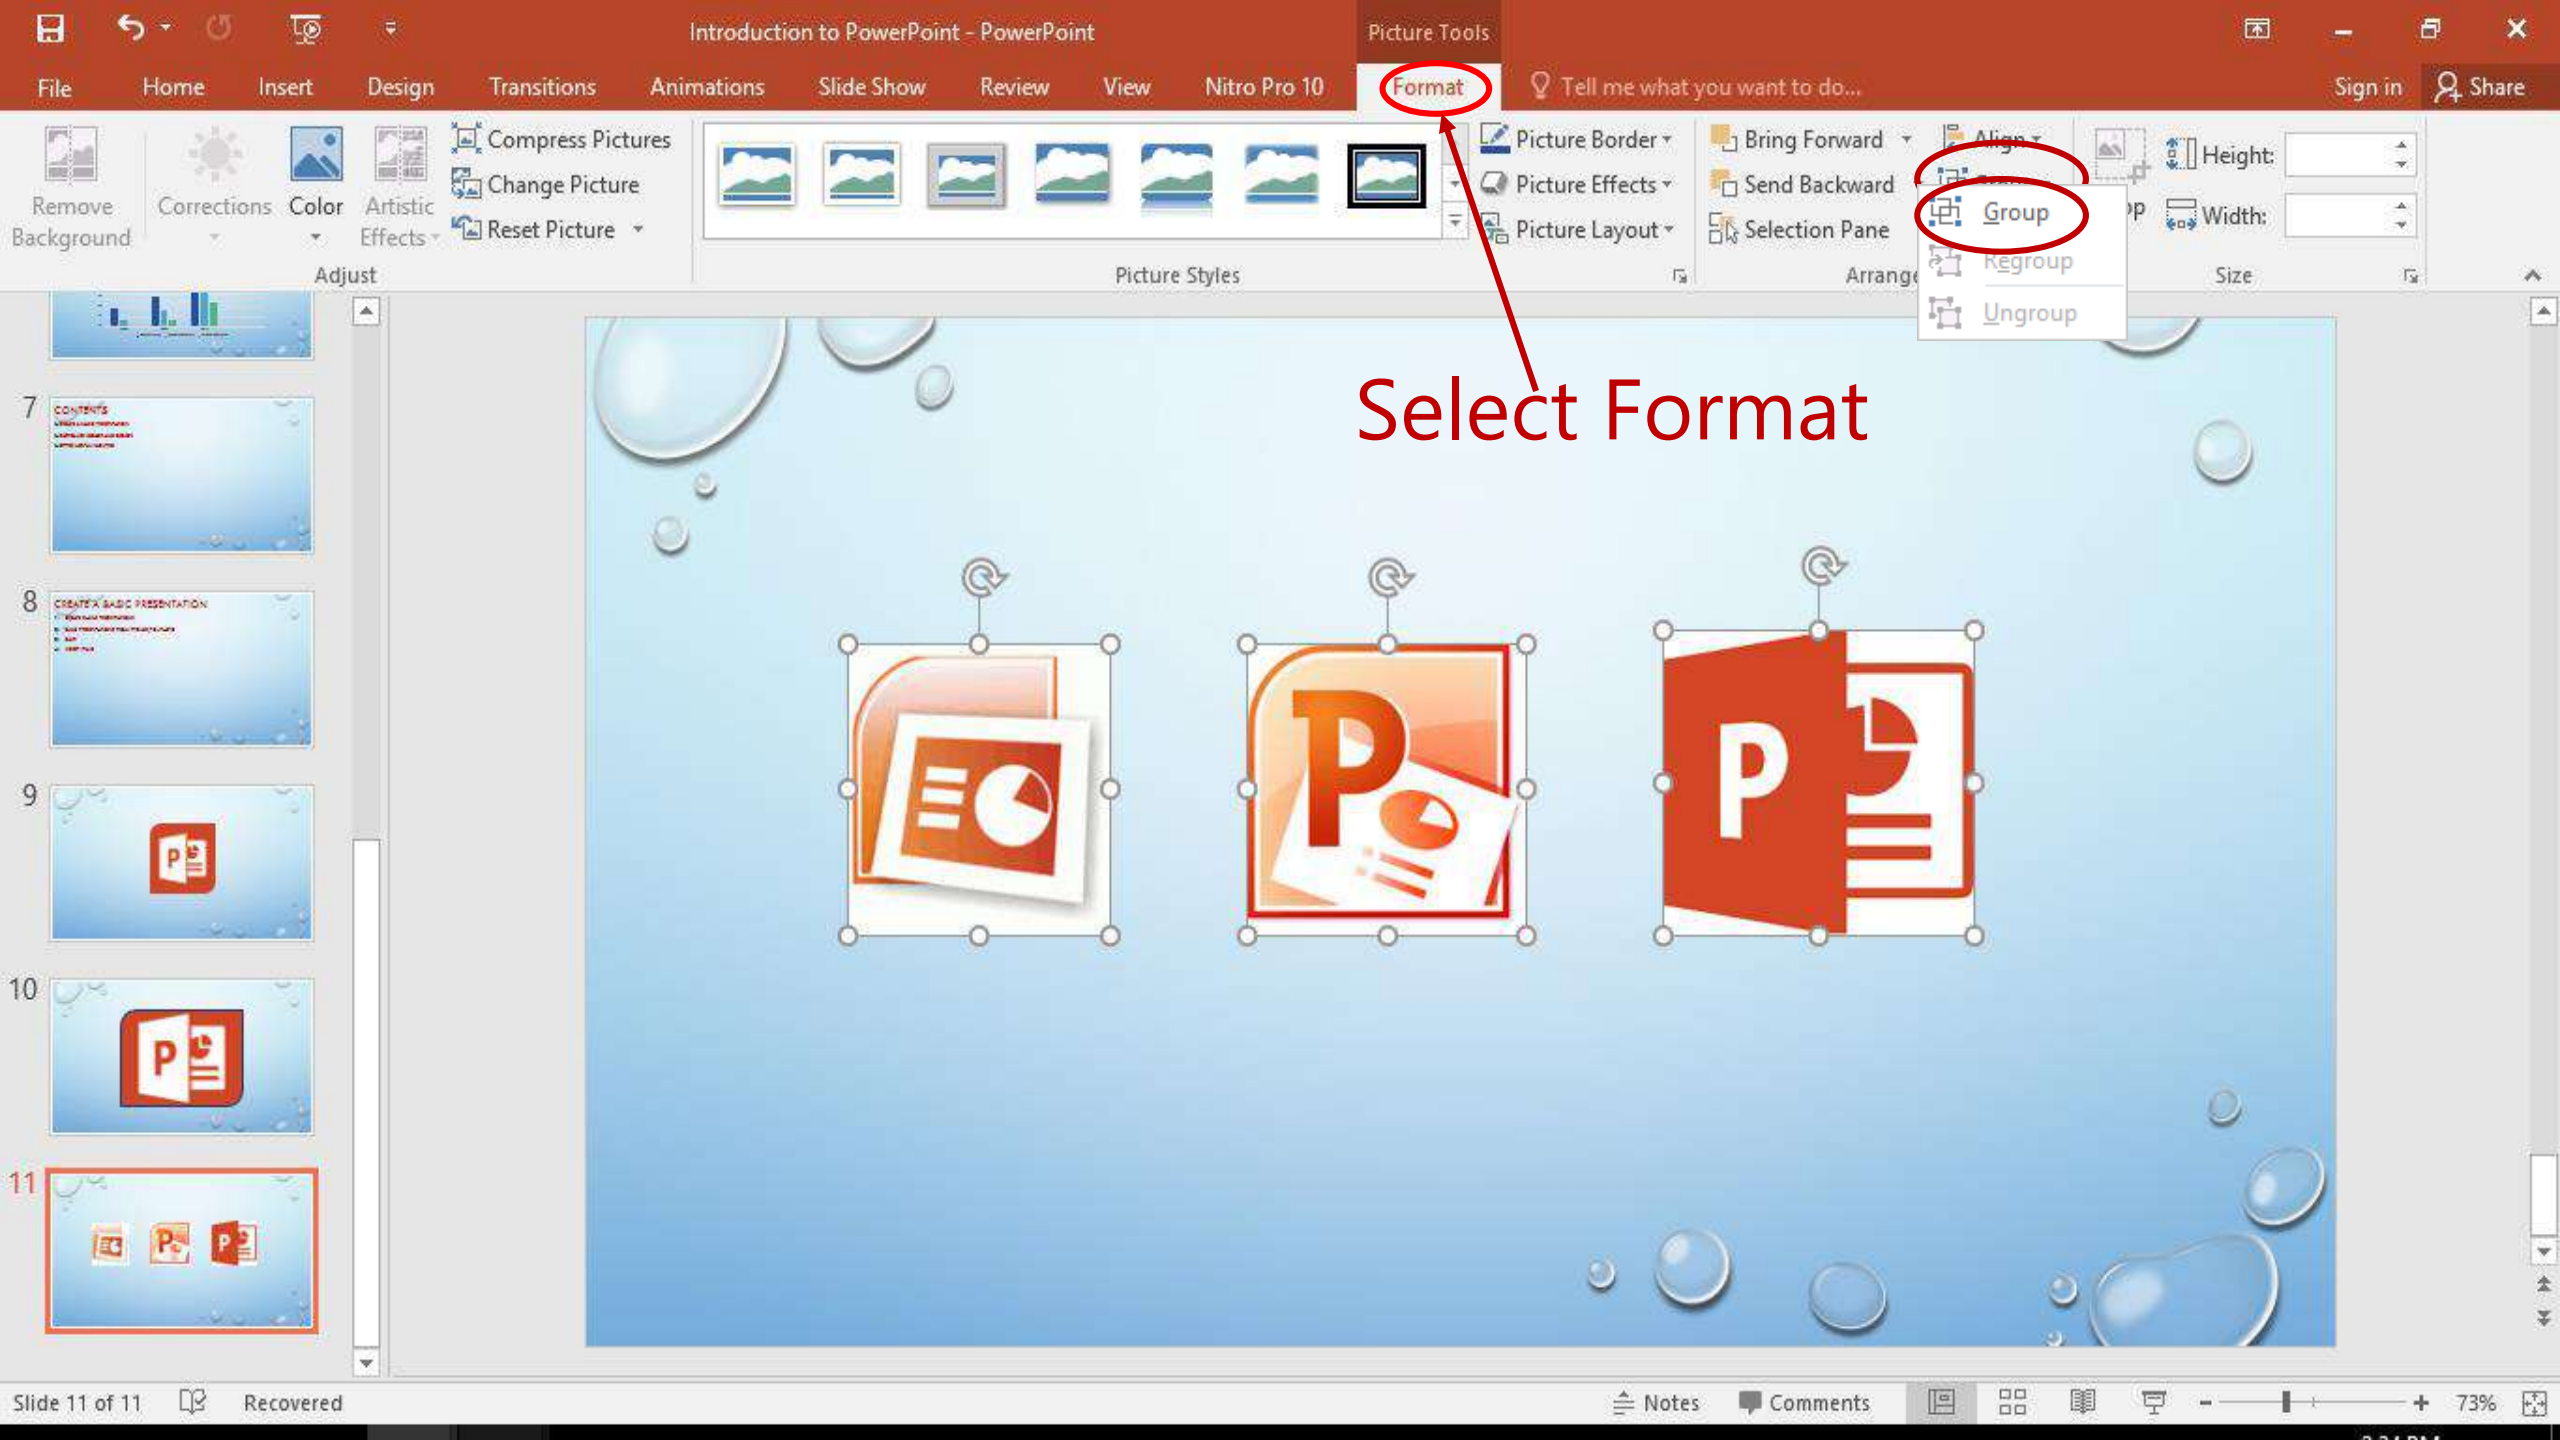 Introduction to PowerPoint - PowerPoint
Picture Tools
File Home Insert Design Transitions Animations Slide Show Review View Nitro Pro 10 Format Tell me what you want to do... Sign in Share
Remove Background
Corrections
Color
Artistic Effects
Compress Pictures
Change Picture
Reset Picture
Adjust
Picture Styles
Picture Border
Picture Effects
Picture Layout
Bring Forward
Send Backward
Selection Pane
Align
Group
Regroup
Ungroup
Arrange
Height:
Width:
Size
Select Format
7
CONTENTS
8
CREATE A BASIC PRESENTATION
9
10
11
P
P
Slide 11 of 11 Recovered Notes Comments 73%